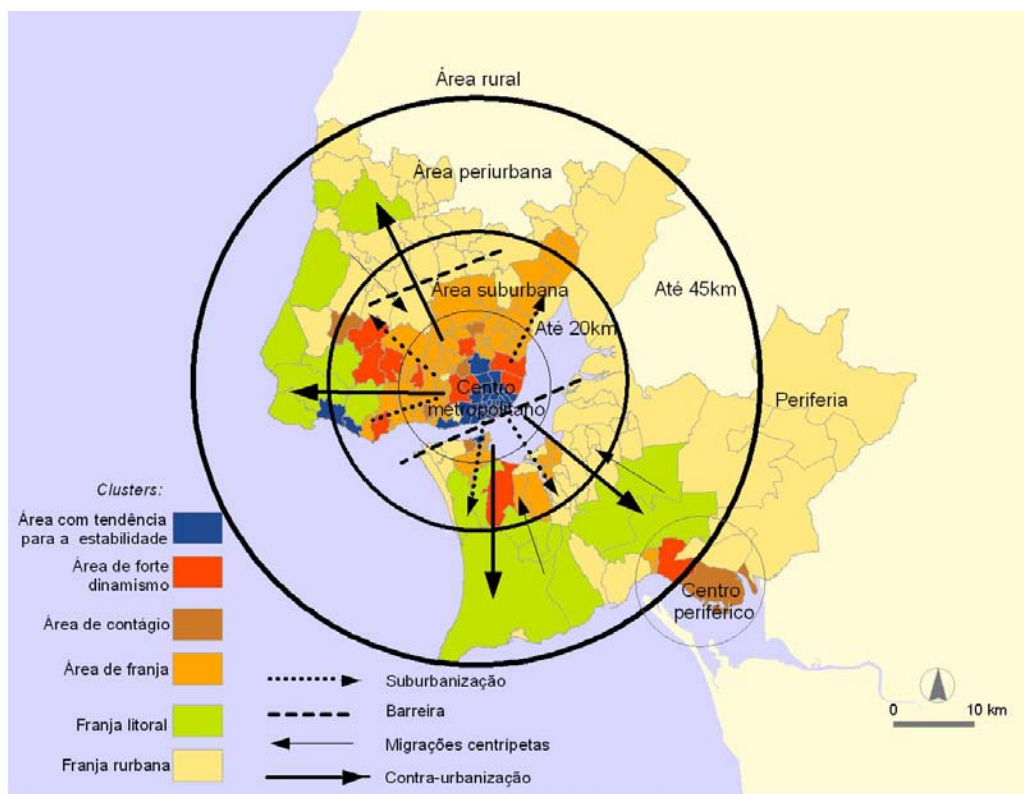 Área rural
Área periurbana
Área suburbana
Até 45km
Até 20km
Centro
metropolitano
Periferia
Centro
periférico
Clusters:
Área com tendência
para a estabilidade
Área de forte
dinamismo
Área de contágio
Área de franja
Franja litoral
Franja rurbana
Suburbanização
Barreira
Migrações centrípetas
Contra-urbanização
0 10 km